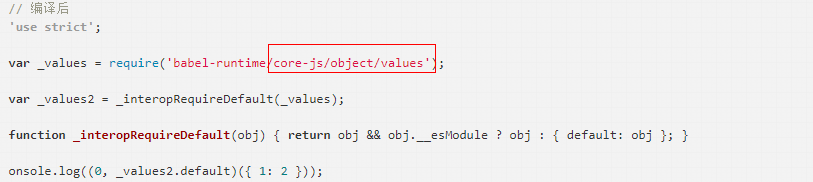 // 编译后
'use strict';
var _values = require('babel-runtime/core-js/object/values');
var _values2 = _interopRequireDefault(_values);
function _interopRequireDefault(obj) { return obj && obj.__esModule ? obj : { default: obj }; }
onsole.log((0, _values2.default)({ 1: 2 }));